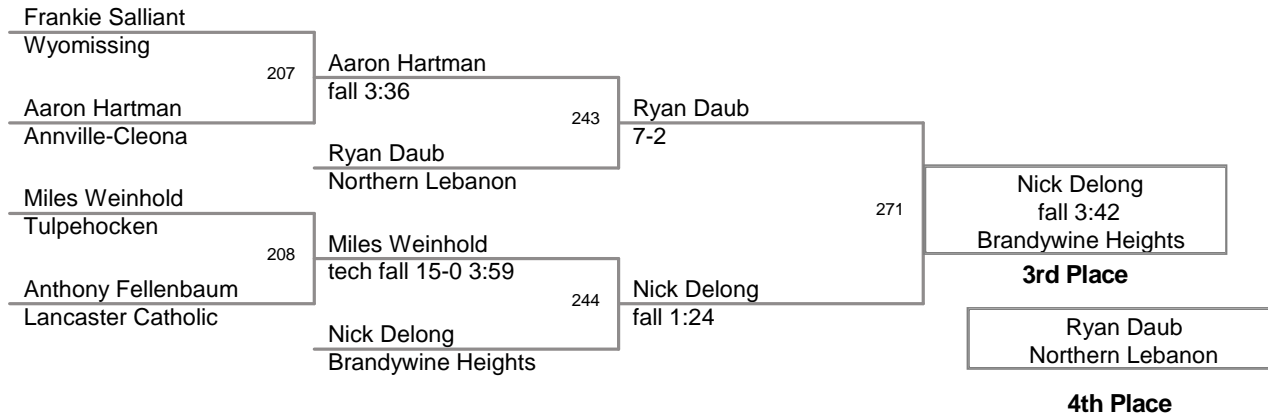 Frankie Salliant
Wyomissing
207
Aaron Hartman
Annville-Cleona
Miles Weinhold
Tulpehocken
208
Anthony Fellenbaum
Lancaster Catholic
Aaron Hartman
fall 3:36
243
Ryan Daub
Northern Lebanon
Miles Weinhold
tech fall 15-0 3:59
244
Nick Delong
Brandywine Heights
Ryan Daub
7-2
271
Nick Delong
fall 1:24
Nick Delong
fall 3:42
Brandywine Heights
3rd Place
Ryan Daub
Northern Lebanon
4th Place